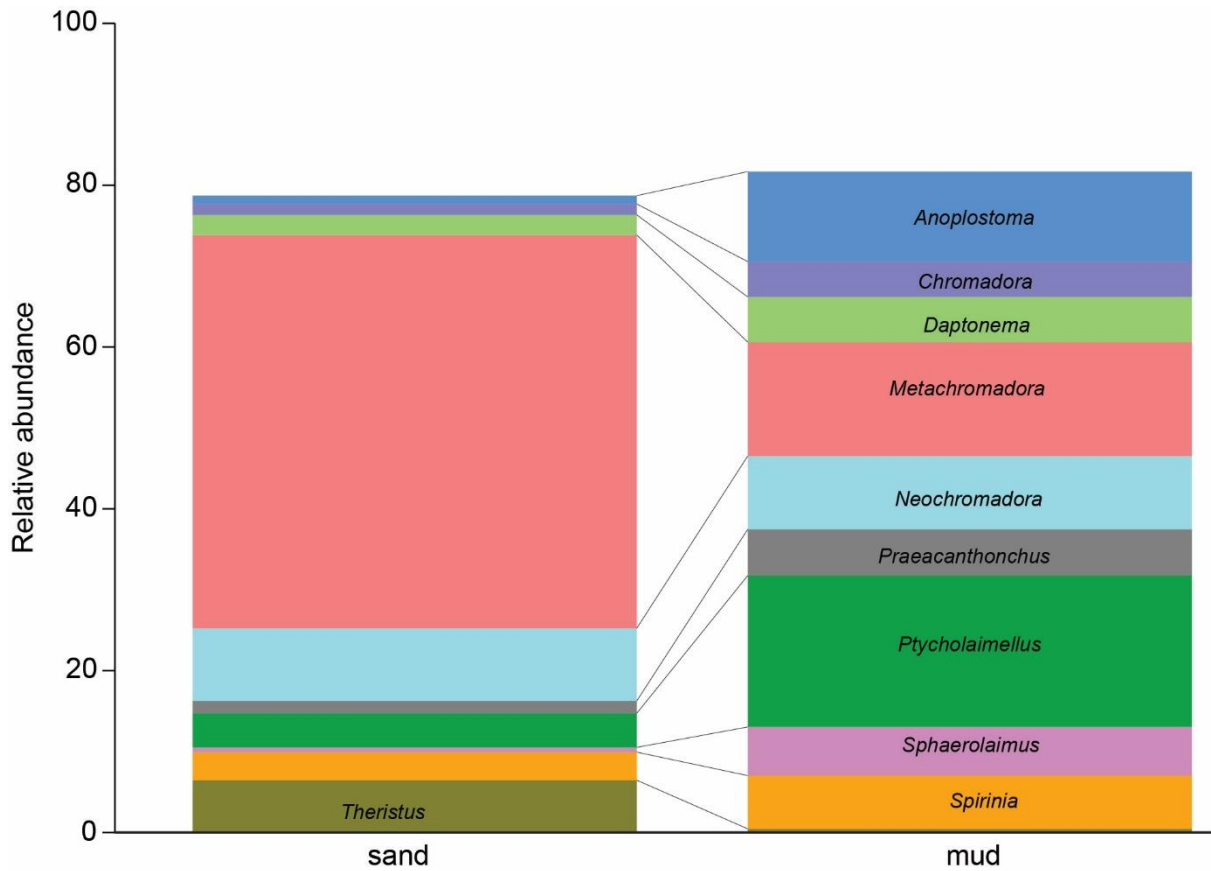 100
80
60
40
20
0
Relative abundance
Anoplostoma
Chromadora
Daptonema
Metachromadora
Neochromadora
Praeacanthonchus
Ptycholaimellus
Sphaerolaimus
Spirinia
Theristus
sand
mud